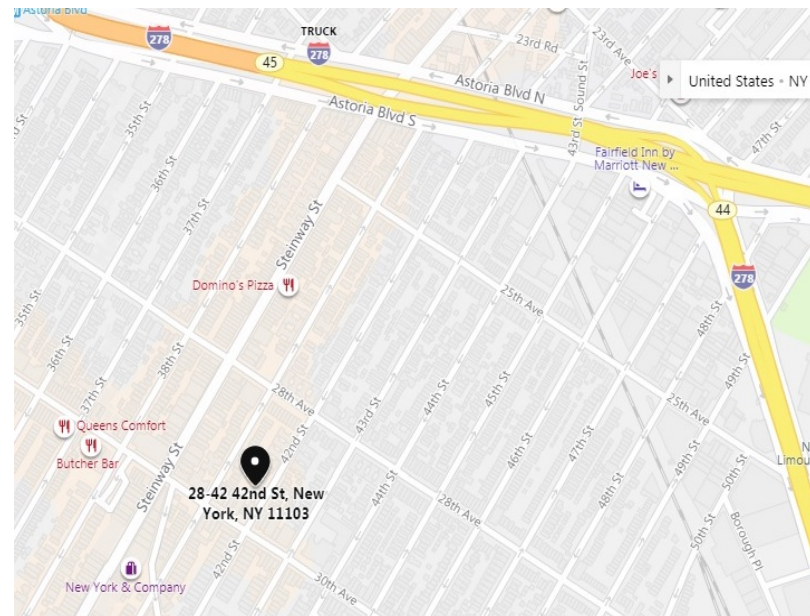 Astoria Blvd
278
TRUCK
278
45
23rd Rd
23rd Ave
Sound St
Joe's
United States • NY
35th St
36th St
37th St
Astoria Blvd N
Astoria Blvd S
43rd St
47th St
Fairfield Inn by
Marriott New ...
44
278
Steinway St
Domino's Pizza
25th Ave
35th St
36th St
37th St
38th St
48th St
49th St
28th Ave
43rd St
44th St
45th St
25th Ave
Queens Comfort
Butcher Bar
Steinway St
42nd St
46th St
47th St
49th St
50th St
N
Limou
28-42 42nd St, New
York, NY 11103
44th St
28th Ave
50th St
Borough Pl
42nd St
30th Ave
New York & Company